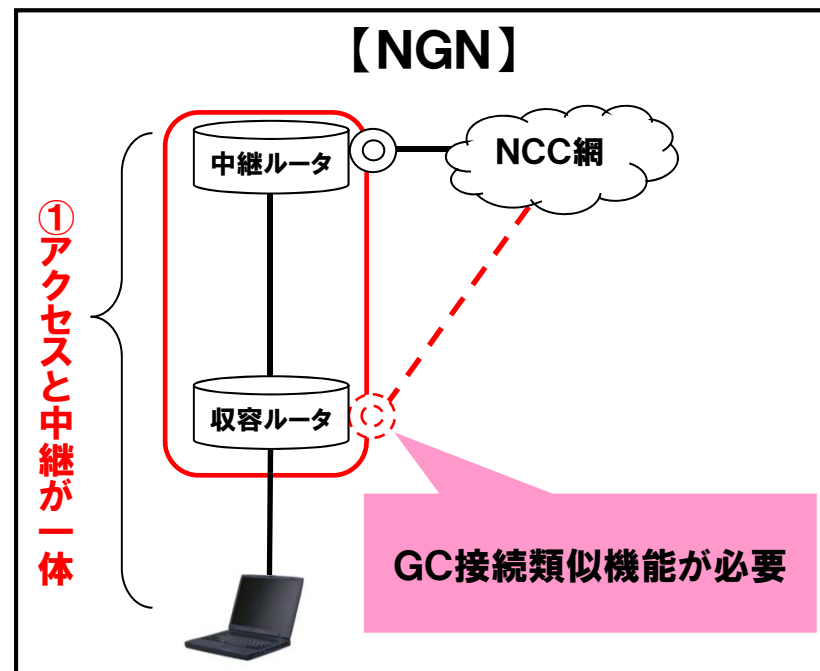 【NGN】
中継ルータ
NCC網
①アクセスと中継が一体
収容ルータ
GC接続類似機能が必要